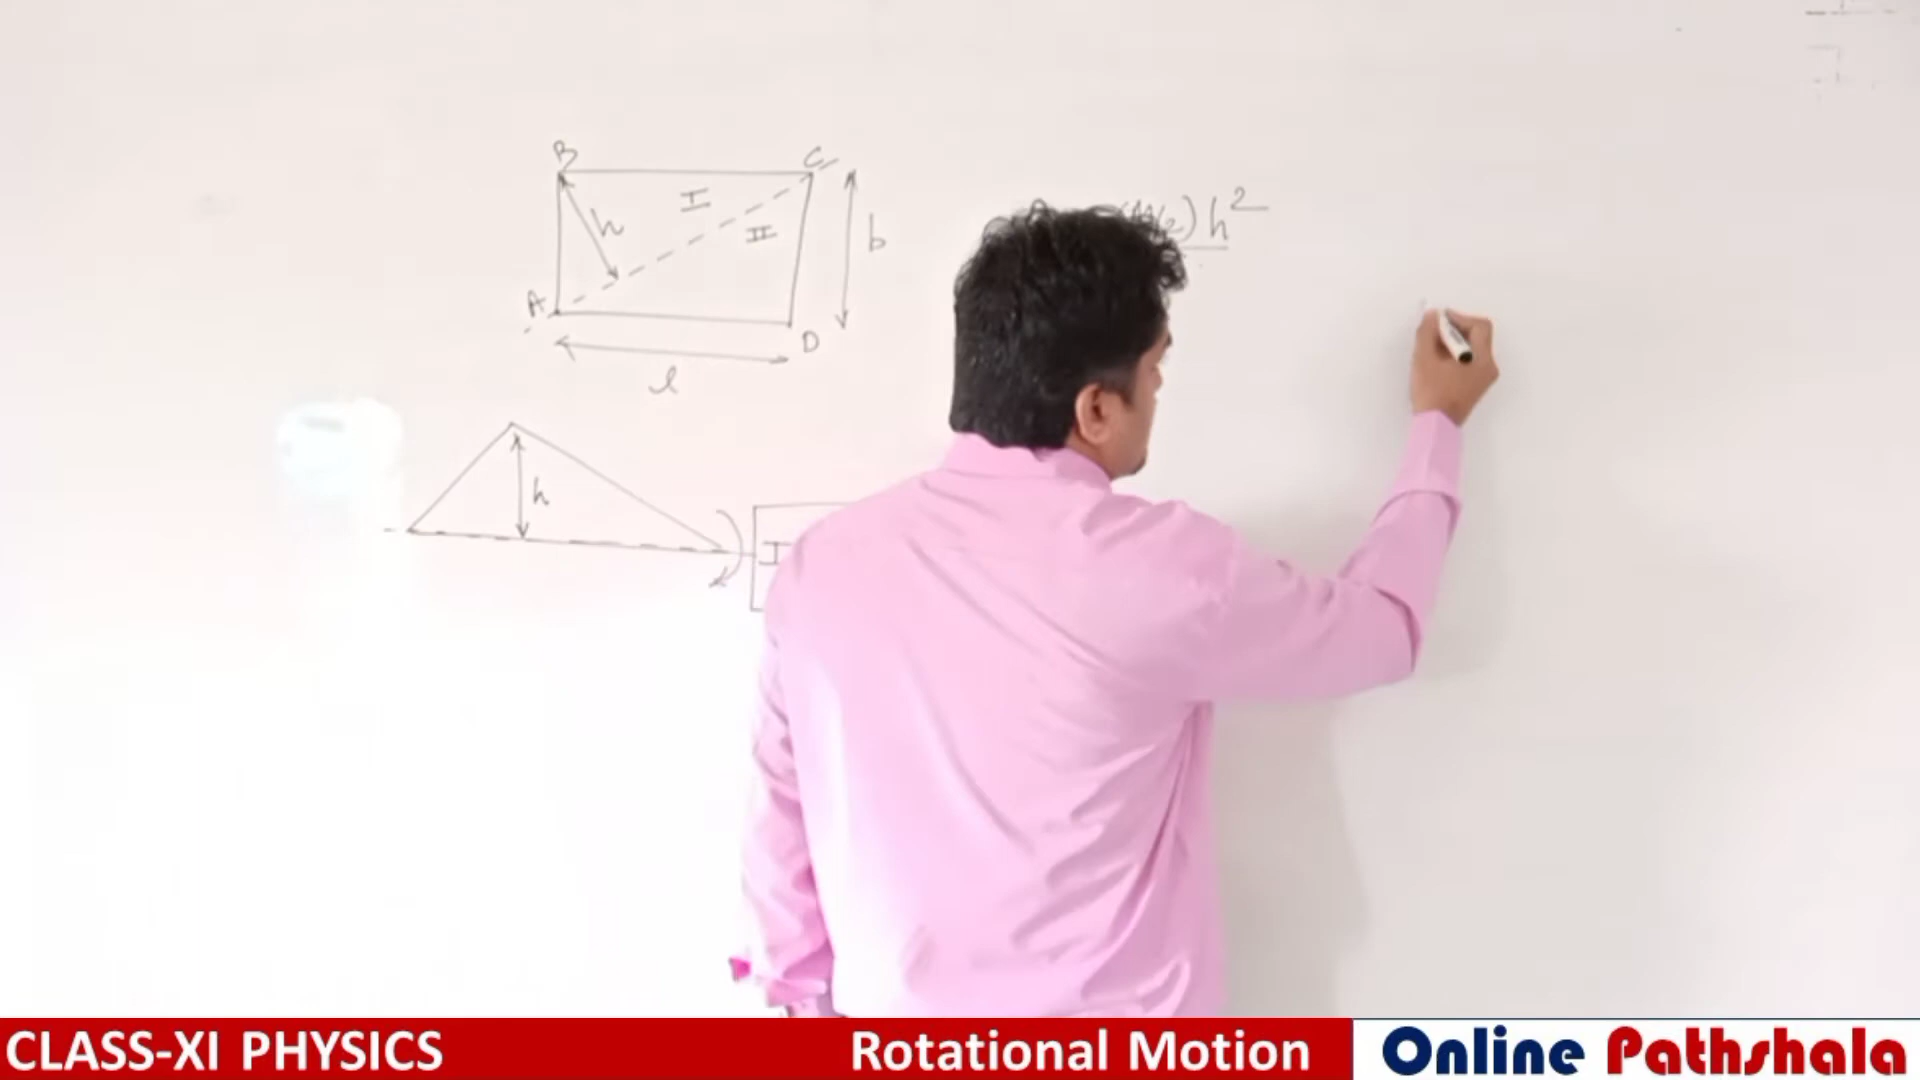 B
C
I
h
II
b
A
D
l
h
I
(M/2) h²
CLASS-XI PHYSICS
Rotational Motion
Online Pathshala